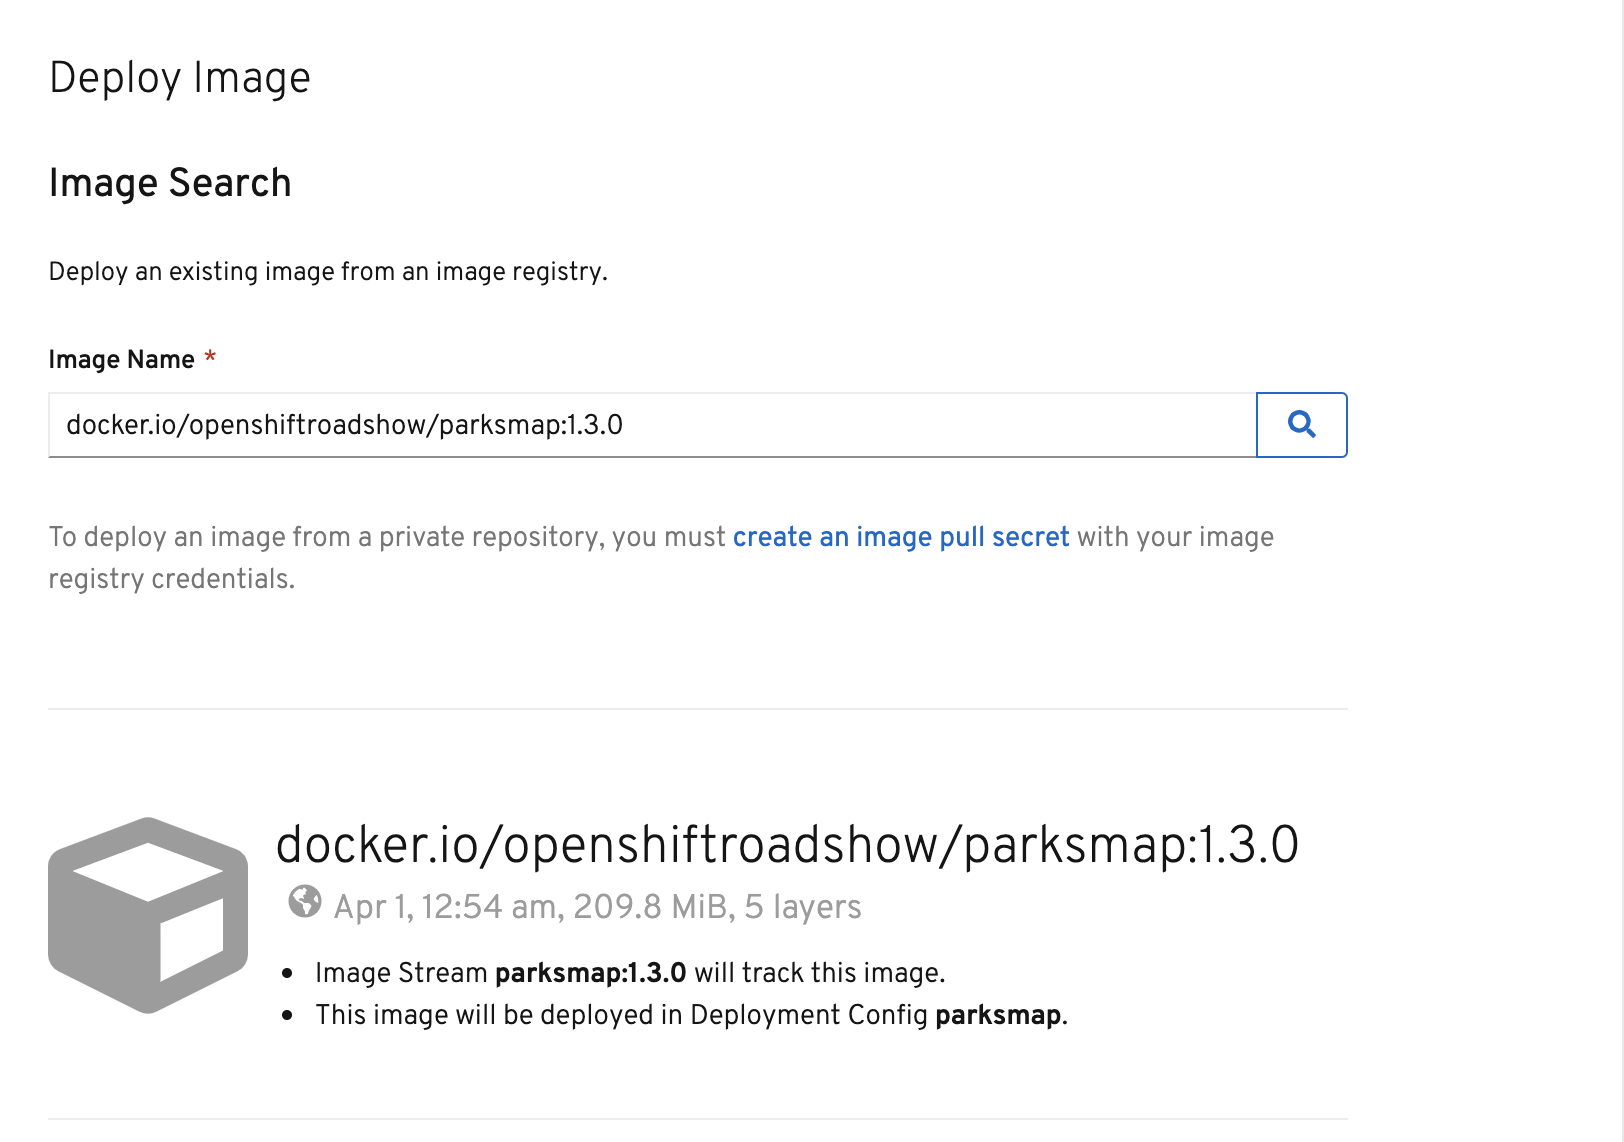 Deploy Image
Image Search
Deploy an existing image from an image registry.
Image Name *
docker.io/openshiftroadshow/parksmap:1.3.0
To deploy an image from a private repository, you must create an image pull secret with your image
registry credentials.
docker.io/openshiftroadshow/parksmap:1.3.0
Apr 1, 12:54 am, 209.8 MiB, 5 layers
• Image Stream parksmap:1.3.0 will track this image.
• This image will be deployed in Deployment Config parksmap.